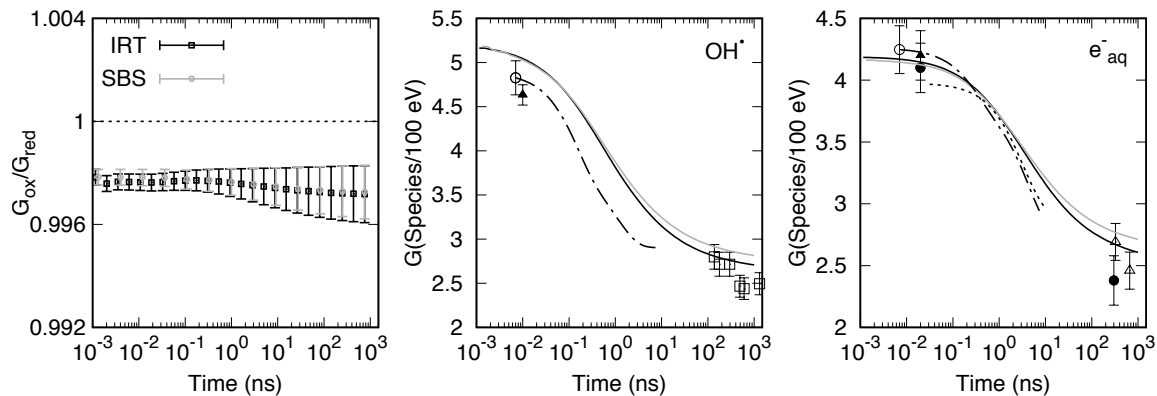 1.004
1
0.996
0.992
G_ox/G_red
IRT
SBS
10^-3 10^-2 10^-1 10^0 10^1 10^2 10^3
Time (ns)
6
5.5
5
4.5
4
3.5
3
2.5
2
G(Species/100 eV)
OH•
10^-3 10^-2 10^-1 10^0 10^1 10^2 10^3
Time (ns)
4.5
4
3.5
3
2.5
2
G(Species/100 eV)
e^-_aq
10^-3 10^-2 10^-1 10^0 10^1 10^2 10^3
Time (ns)